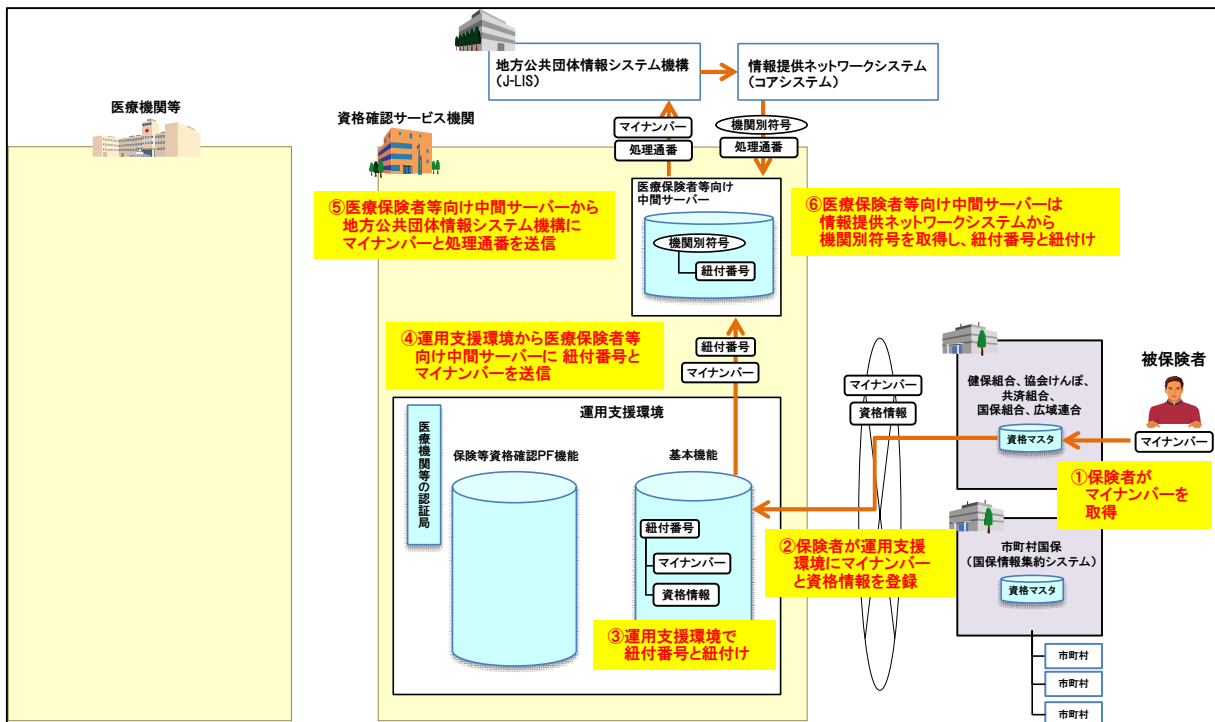 地方公共団体情報システム機構
（J-LIS）
情報提供ネットワークシステム
（コアシステム）
医療機関等
資格確認サービス機関
マイナンバー
処理通番
機関別符号
処理通番
医療保険者等向け
中間サーバー
機関別符号
紐付番号
⑤医療保険者等向け中間サーバーから
地方公共団体情報システム機構に
マイナンバーと処理通番を送信
⑥医療保険者等向け中間サーバーは
情報提供ネットワークシステムから
機関別符号を取得し、紐付番号と紐付け
④運用支援環境から医療保険者等
向け中間サーバーに 紐付番号と
マイナンバーを送信
紐付番号
マイナンバー
運用支援環境
医療機関等の認証局
保険等資格確認PF機能
基本機能
紐付番号
マイナンバー
資格情報
③運用支援環境で
紐付番号と紐付け
マイナンバー
資格情報
②保険者が運用支援
環境にマイナンバー
と資格情報を登録
健保組合、協会けんぽ、
共済組合、
国保組合、広域連合
資格マスタ
被保険者
マイナンバー
①保険者が
マイナンバーを
取得
市町村国保
（国保情報集約システム）
資格マスタ
市町村
市町村
市町村